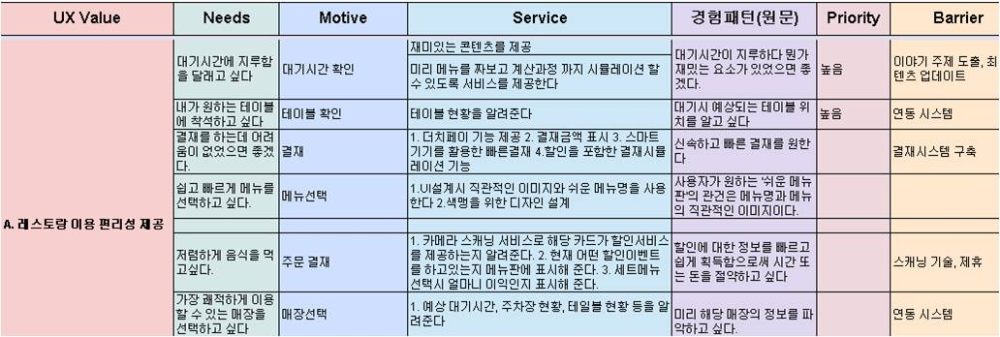 UX Value Needs Motive Service 경험패턴(원문) Priority Barrier
A. 레스토랑 이용 편리성 제공
대기시간에 지루함
을 달래고 싶다
대기시간 확인
재미있는 콘텐츠를 제공
미리 메뉴를 짜보고 계산과정 까지 시뮬레이션 할
수 있도록 서비스를 제공한다
대기시간이 지루하다 뭔가
재밌는 요소가 있었으면 좋
겠다.
높음
이야기 주제 도출, 최
텐츠 업데이트
내가 원하는 테이블
에 착석하고 싶다
테이블 확인
테이블 현황을 알려준다
대기시 예상되는 테이블 위
치를 알고 싶다
높음
연동 시스템
결재를 하는데 어려
움이 없었으면 좋겠
다.
결재
1. 더치페이 기능 제공 2. 결재금액 표시 3. 스마트
기기를 활용한 빠른결재 4.할인을 포함한 결재시뮬
레이션 기능
신속하고 빠른 결재를 원한
다
결재시스템 구축
쉽고 빠르게 메뉴를
선택하고 싶다.
메뉴선택
1.UI설계시 직관적인 이미지와 쉬운 메뉴명을 사용
한다 2.색맹을 위한 디자인 설계
사용자가 원하는 '쉬운 메뉴
판의 관건은 메뉴명과 메뉴
의 직관적인 이미지이다.
저렴하게 음식을 먹
고싶다.
주문 결재
1. 카메라 스캐닝 서비스로 해당 카드가 할인서비스
를 제공하는지 알려준다. 2. 현재 어떤 할인이벤트
를 하고있는지 메뉴판에 표시해 준다. 3. 세트메뉴
선택시 얼마니 이익인지 표시해 준다.
할인에 대한 정보를 빠르고
쉽게 획득함으로써 시간 또
는 돈을 절약하고 싶다
스캐닝 기술, 제휴
가장 쾌적하게 이용
할 수 있는 매장을
선택하고 싶다
매장선택
1. 예상 대기시간, 주차장 현황, 테일블 현황 등을 알
려준다
미리 해당 매장의 정보를 파
악하고 싶다.
연동 시스템